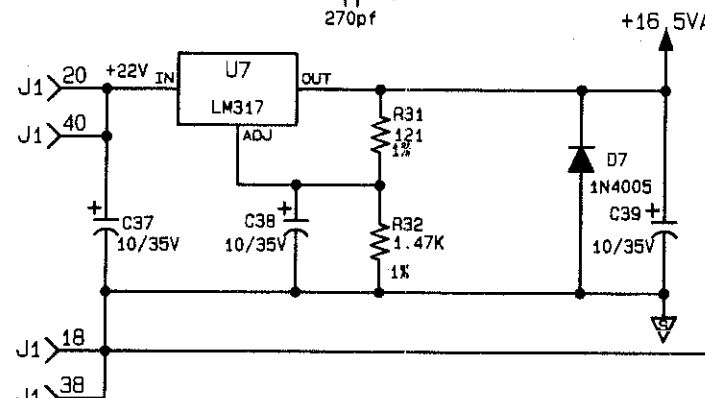 270pf
+16.5VA
J1 20 +22V IN U7 OUT
LM317
J1 40
ADJ
R31
121
1%
D7
1N4005
+ C37
10/35V
+ C38
10/35V
R32
1.47K
1%
C39 +
10/35V
S
J1 18
J1 38